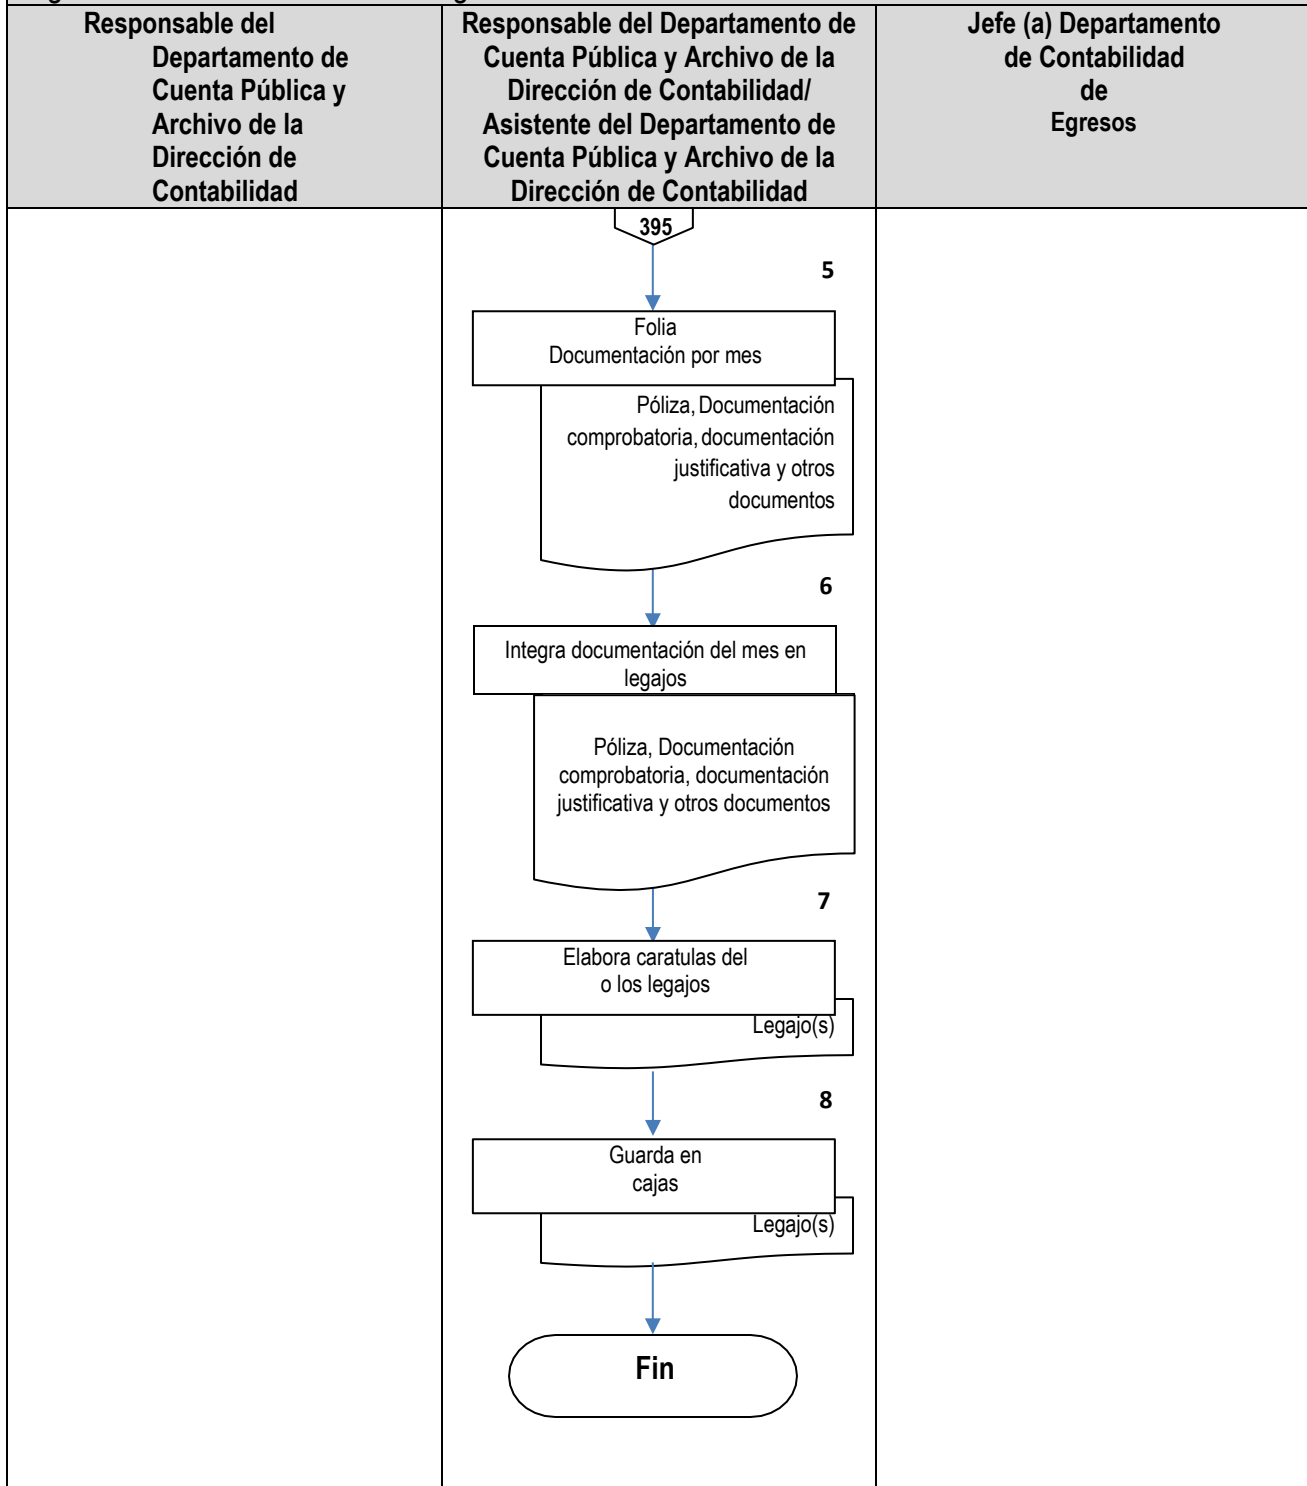 Responsable del
Departamento de
Cuenta Pública y
Archivo de la
Dirección de
Contabilidad
Responsable del Departamento de
Cuenta Pública y Archivo de la
Dirección de Contabilidad/
Asistente del Departamento de
Cuenta Pública y Archivo de la
Dirección de Contabilidad
Jefe (a) Departamento
de Contabilidad
de
Egresos
395
5
Folia
Documentación por mes
Póliza, Documentación
comprobatoria, documentación
justificativa y otros
documentos
6
Integra documentación del mes en
legajos
Póliza, Documentación
comprobatoria, documentación
justificativa y otros documentos
7
Elabora caratulas del
o los legajos
Legajo(s)
8
Guarda en
cajas
Legajo(s)
Fin